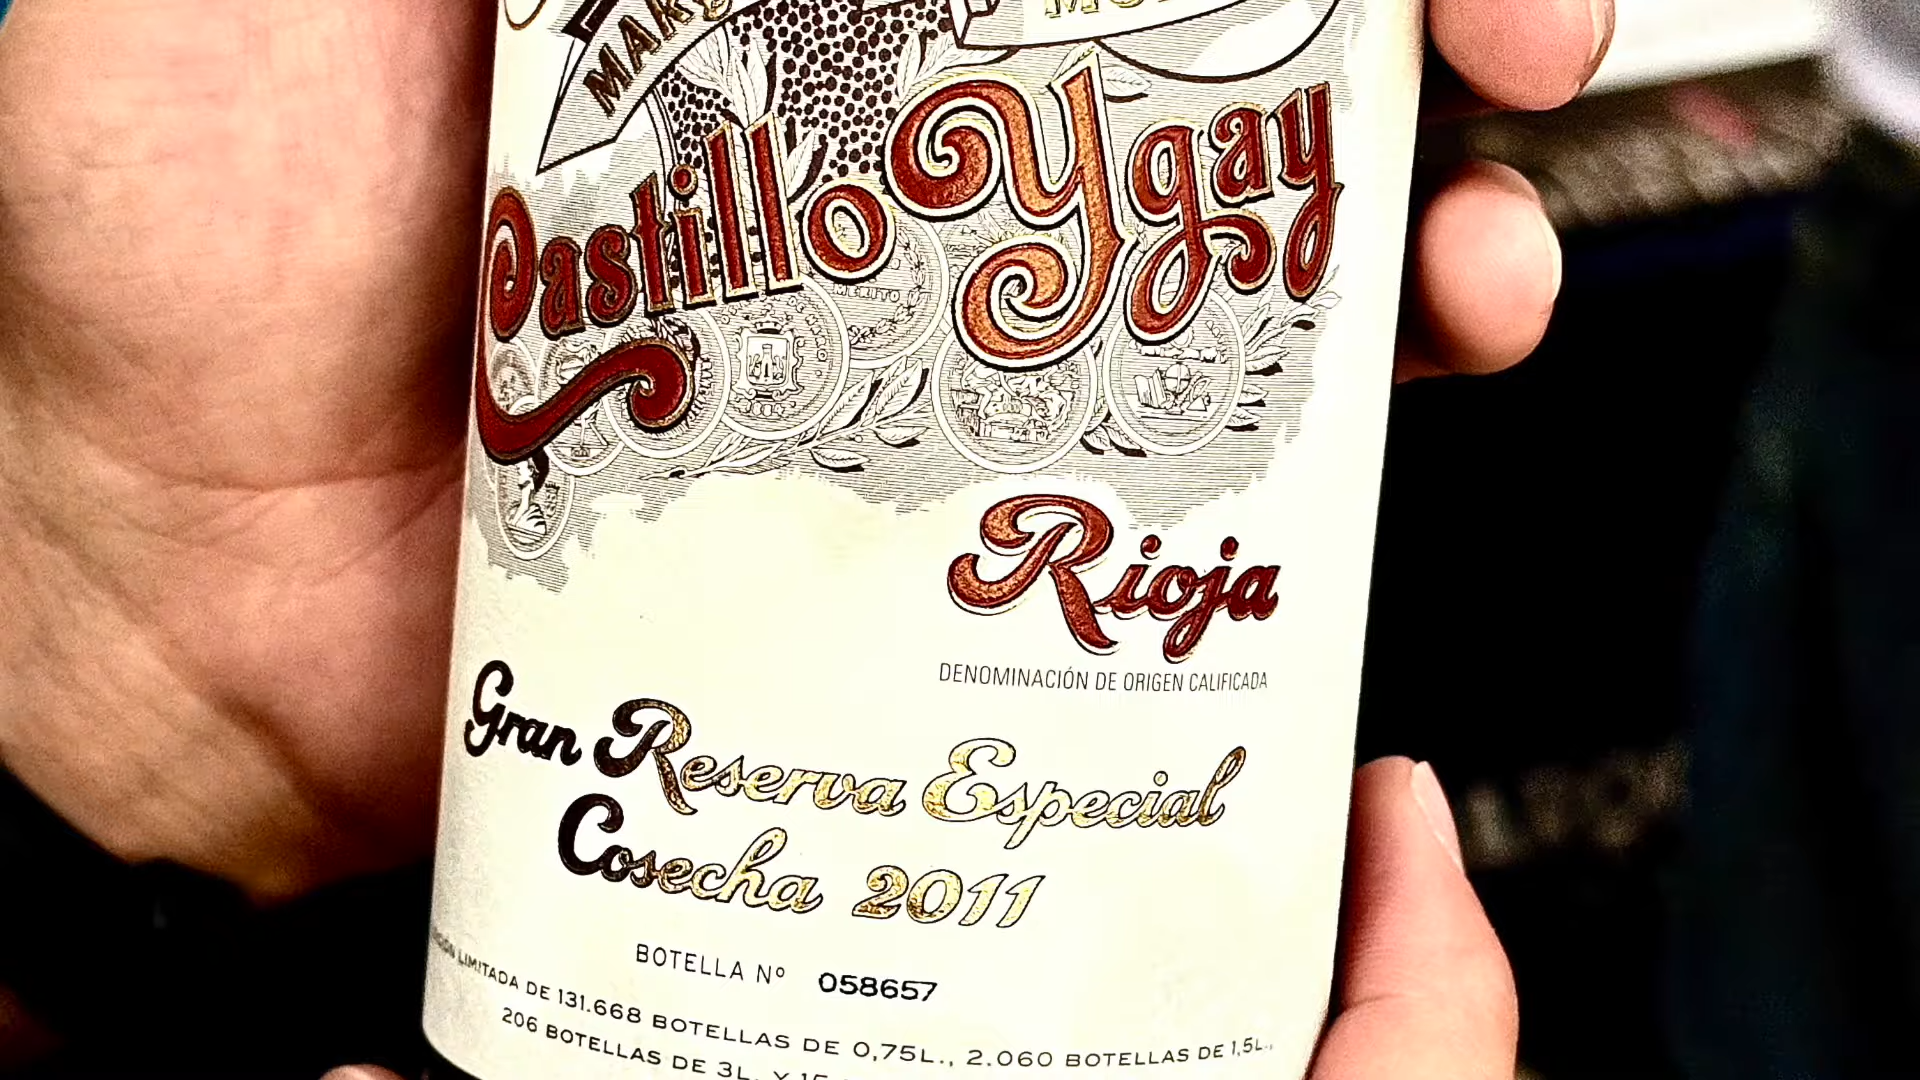 Castillo Ygay
MERITO
Rioja
DENOMINACIÓN DE ORIGEN CALIFICADA
Gran Reserva Especial
Cosecha 2011
BOTELLA Nº 058657
LIMITADA DE 131.668 BOTELLAS DE 0,75L., 2.060 BOTELLAS DE 1,5L.,
206 BOTELLAS DE 3L. Y